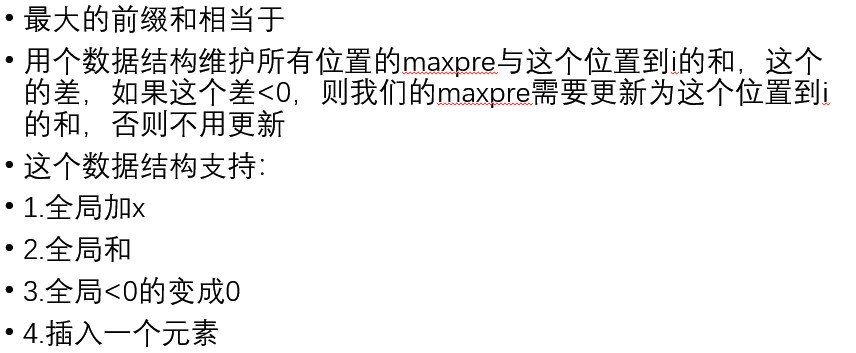 • 最大的前缀和相当于
• 用个数据结构维护所有位置的maxpre与这个位置到i的和，这个
的差，如果这个差<0，则我们的maxpre需要更新为这个位置到i
的和，否则不用更新
• 这个数据结构支持：
• 1.全局加x
• 2.全局和
• 3.全局<0的变成0
• 4.插入一个元素